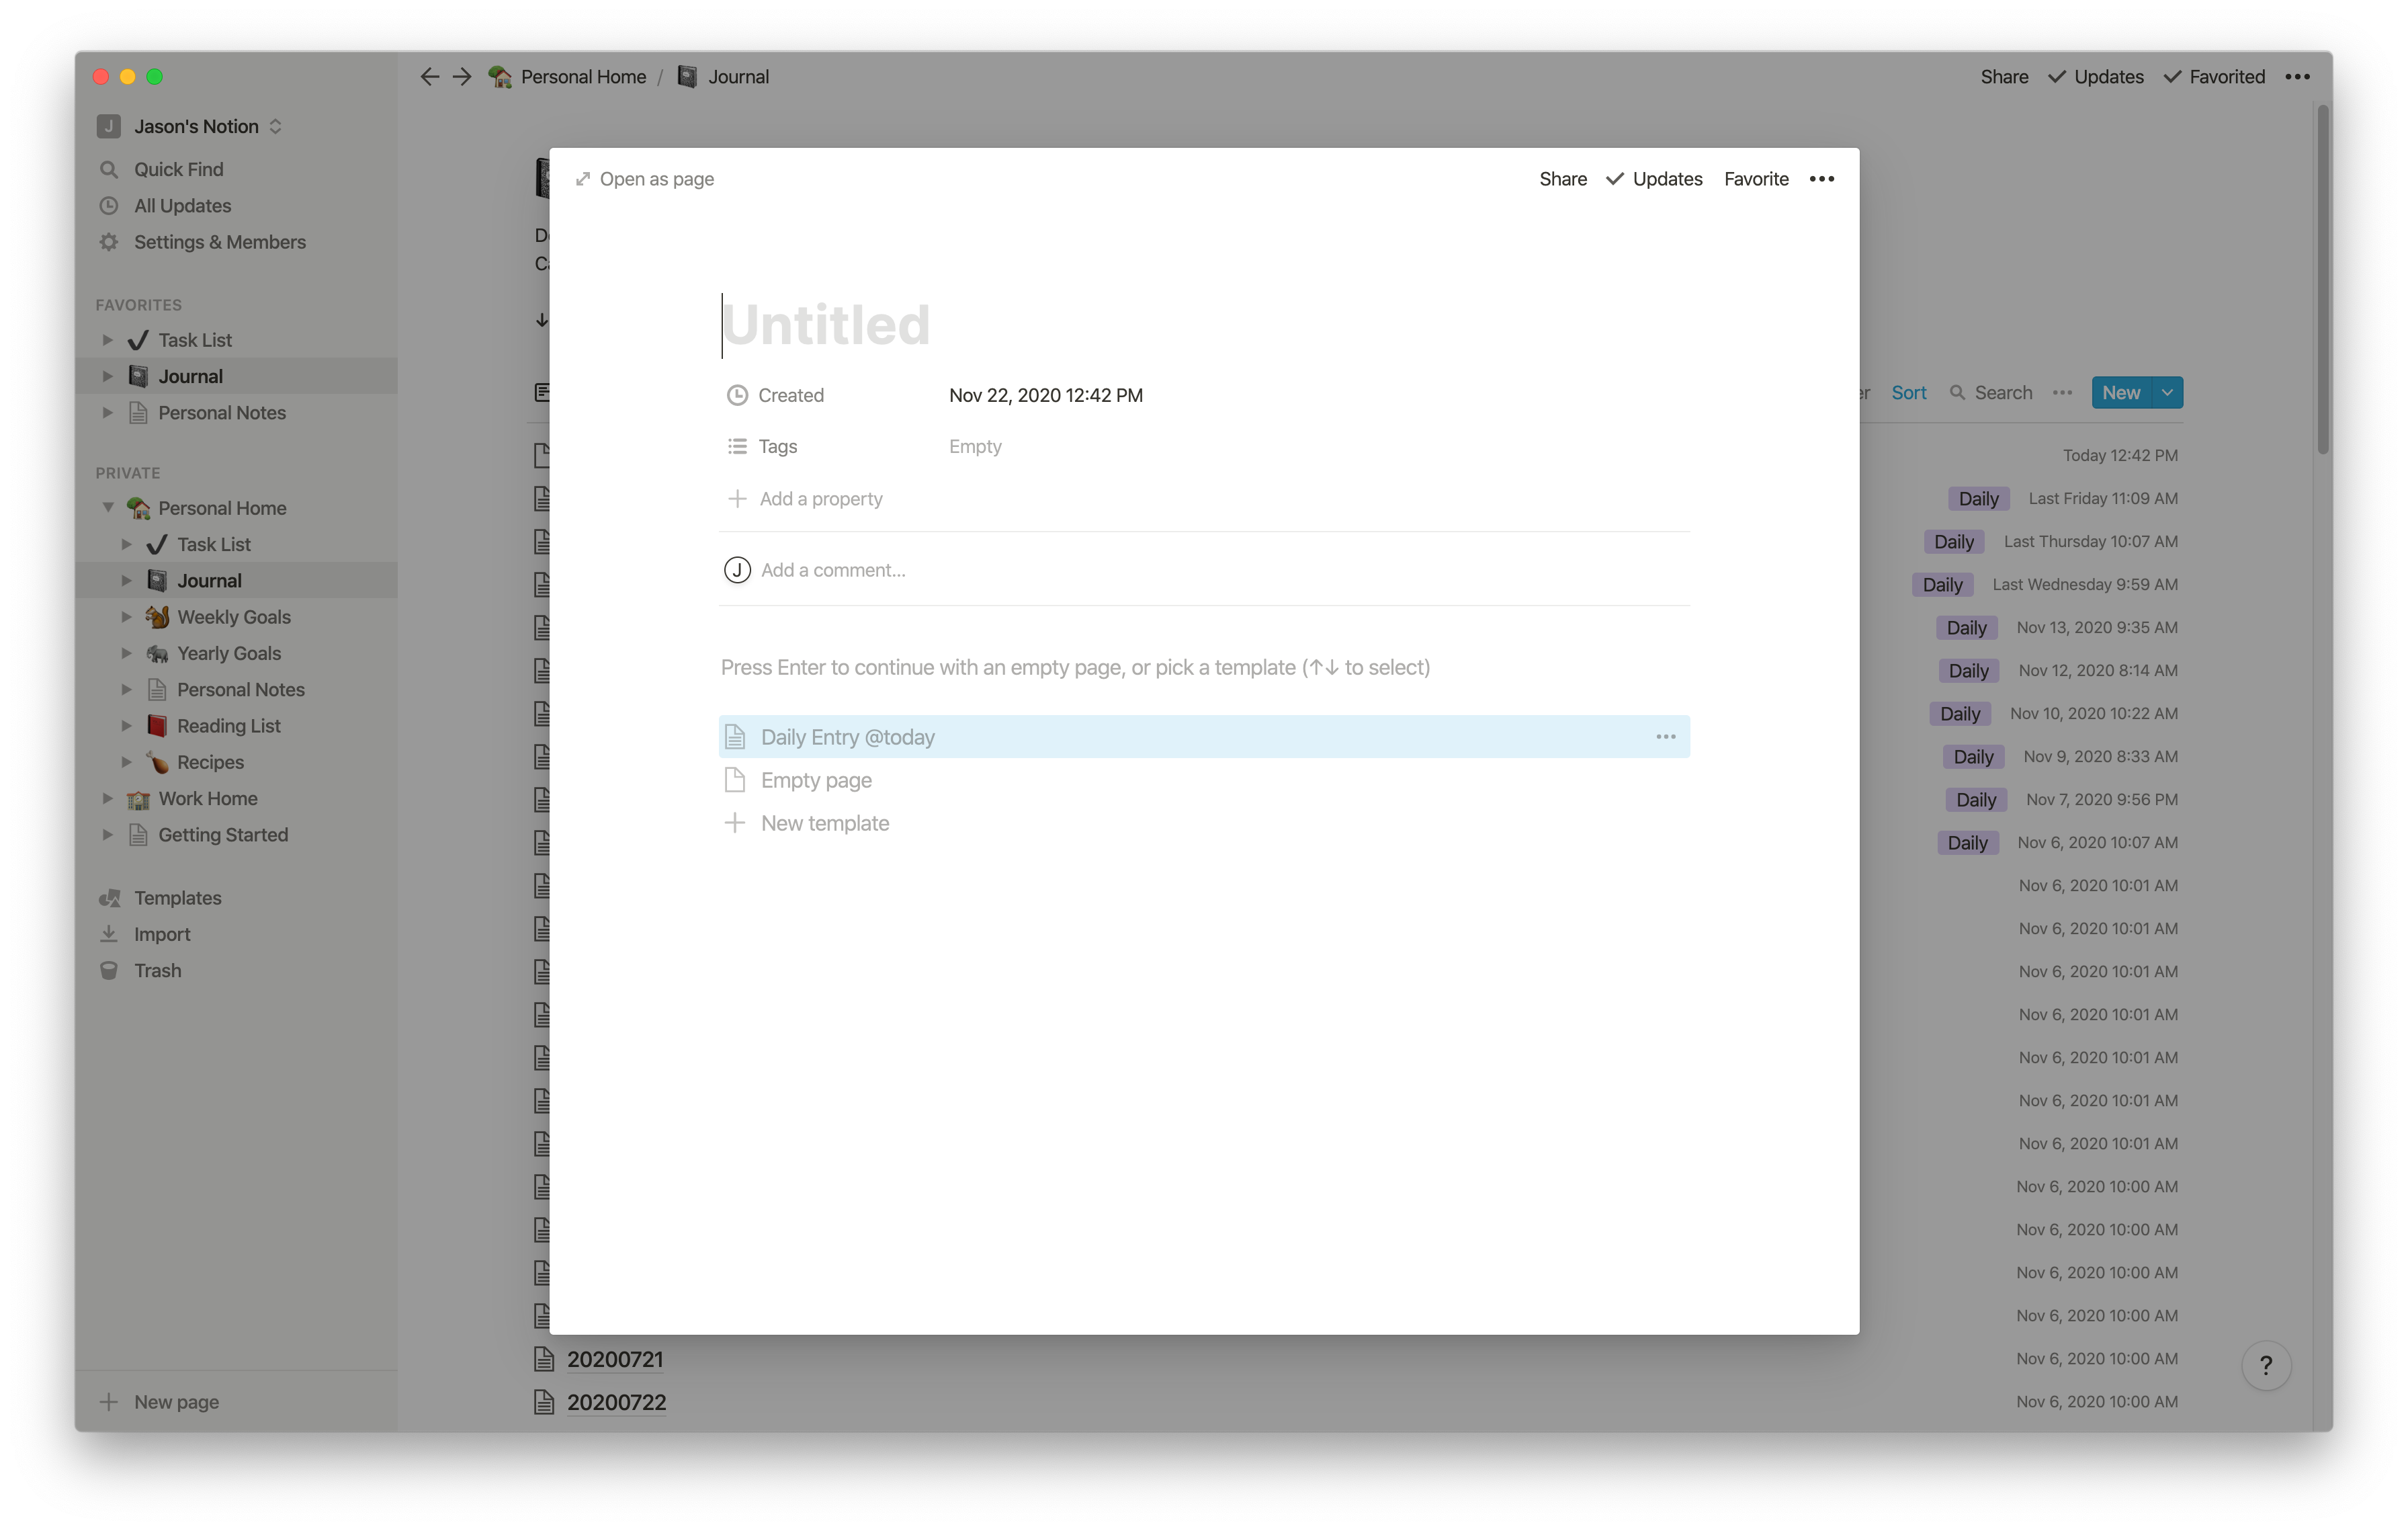 Personal Home / Journal
Share Updates Favorited
J Jason's Notion
Quick Find
All Updates
Settings & Members
FAVORITES
Task List
Journal
Personal Notes
PRIVATE
Personal Home
Task List
Journal
Weekly Goals
Yearly Goals
Personal Notes
Reading List
Recipes
Work Home
Getting Started
Templates
Import
Trash
New page
Open as page
Share Updates Favorite
Untitled
Created Nov 22, 2020 12:42 PM
Tags Empty
Add a property
J Add a comment...
Press Enter to continue with an empty page, or pick a template (↑↓ to select)
Daily Entry @today
Empty page
New template
Sort Search New
Today 12:42 PM
Daily Last Friday 11:09 AM
Daily Last Thursday 10:07 AM
Daily Last Wednesday 9:59 AM
Daily Nov 13, 2020 9:35 AM
Daily Nov 12, 2020 8:14 AM
Daily Nov 10, 2020 10:22 AM
Daily Nov 9, 2020 8:33 AM
Daily Nov 7, 2020 9:56 PM
Daily Nov 6, 2020 10:07 AM
Nov 6, 2020 10:01 AM
Nov 6, 2020 10:01 AM
Nov 6, 2020 10:01 AM
Nov 6, 2020 10:01 AM
Nov 6, 2020 10:01 AM
Nov 6, 2020 10:01 AM
Nov 6, 2020 10:01 AM
Nov 6, 2020 10:00 AM
Nov 6, 2020 10:00 AM
Nov 6, 2020 10:00 AM
Nov 6, 2020 10:00 AM
20200721 Nov 6, 2020 10:00 AM
20200722 Nov 6, 2020 10:00 AM
?